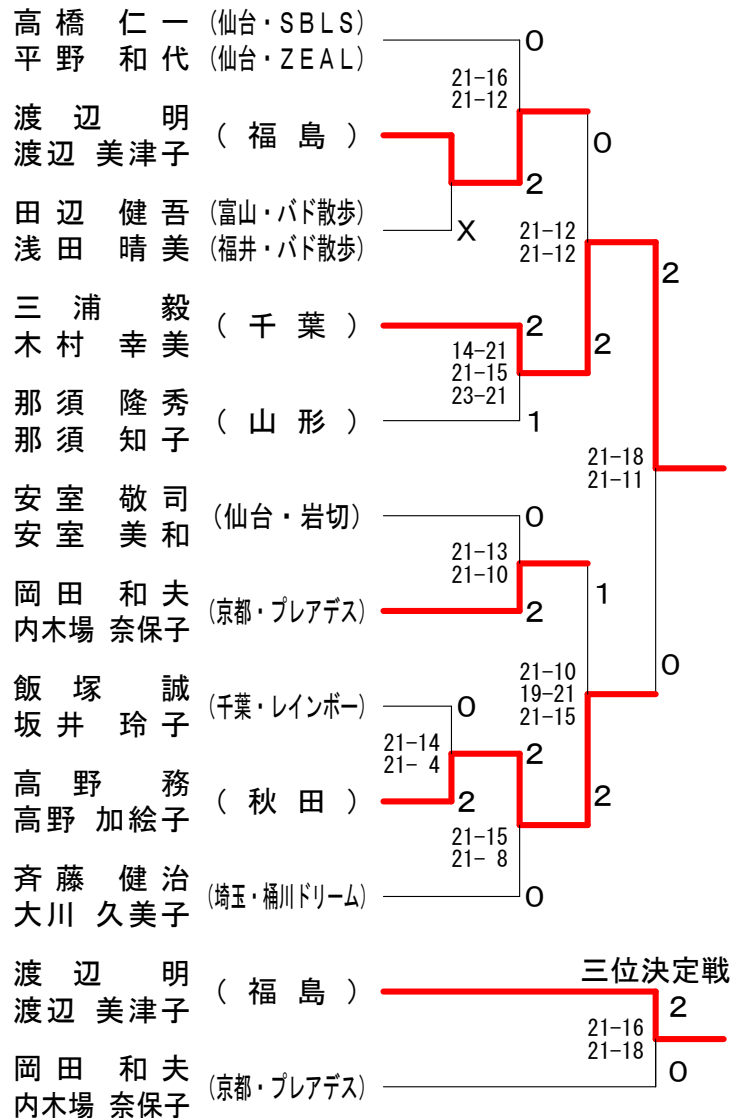 高橋 仁一 (仙台・SBLS)
平野 和代 (仙台・ZEAL)
0
21-16
21-12
渡辺 明
渡辺 美津子
(福島)
0
2
田辺 健吾 (富山・バド散歩)
浅田 晴美 (福井・バド散歩)
X
21-12
21-12
2
三浦 毅
木村 幸美
(千葉)
2
2
14-21
21-15
23-21
那須 隆秀
那須 知子
(山形)
1
21-18
21-11
安室 敬司
安室 美和
(仙台・岩切)
0
21-13
21-10
岡田 和夫
内木場 奈保子
(京都・プレアデス)
1
2
0
21-10
19-21
21-15
飯塚 誠
坂井 玲子
(千葉・レインボー)
0
21-14
21- 4
2
高野 務
高野 加絵子
(秋田)
2
2
21-15
21- 8
斉藤 健治
大川 久美子
(埼玉・桶川ドリーム)
0
三位決定戦
渡辺 明
渡辺 美津子
(福島)
2
21-16
21-18
岡田 和夫
内木場 奈保子
(京都・プレアデス)
0